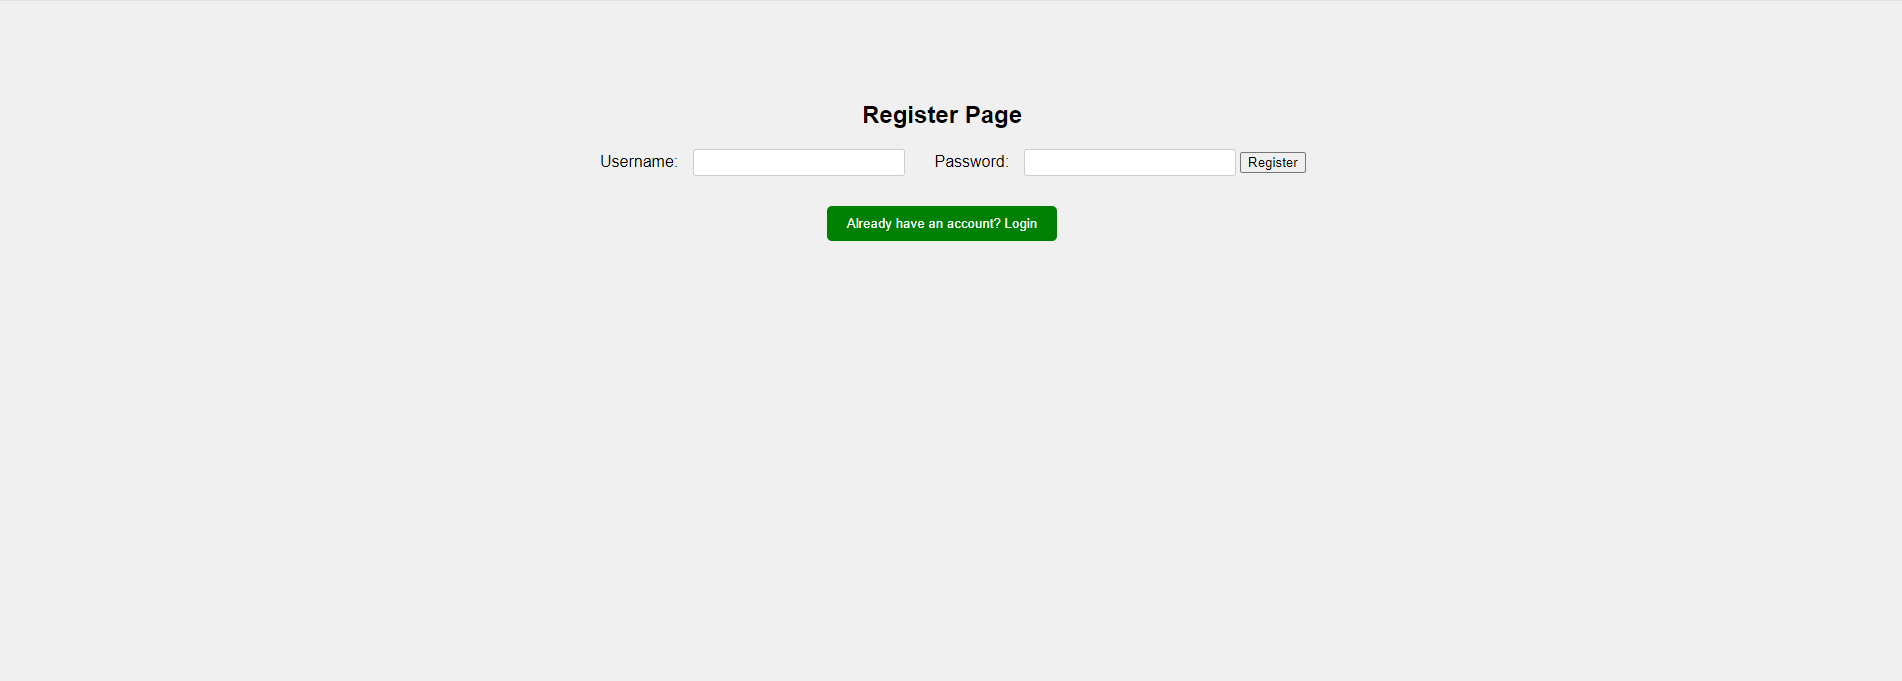 Register Page
Username: Password: Register
Already have an account? Login